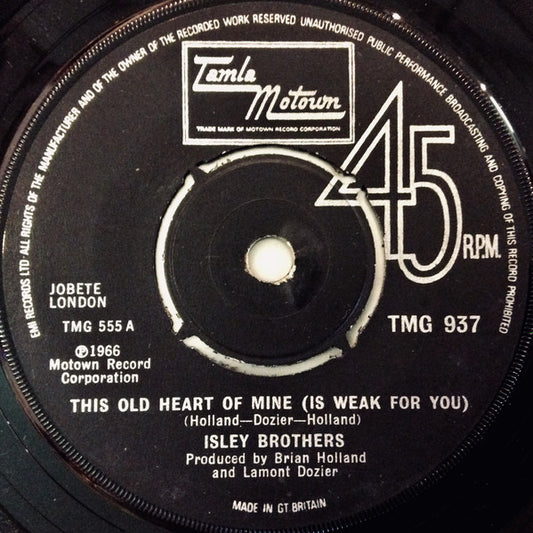 EMI RECORDS LTD·ALL RIGHTS OF THE MANUFACTURER AND OF THE OWNER OF THE RECORDED WORK RESERVED UNAUTHORISED PUBLIC PERFORMANCE BROADCASTING AND COPYING OF THIS RECORD PROHIBITED
Tamla
Motown
TRADE MARK OF MOTOWN RECORD CORPORATION
45
R.P.M.
JOBETE
LONDON
TMG 555 A
TMG 937
℗1966
Motown Record
Corporation
THIS OLD HEART OF MINE (IS WEAK FOR YOU)
(Holland—Dozier—Holland)
ISLEY BROTHERS
Produced by Brian Holland
and Lamont Dozier
MADE IN GT. BRITAIN